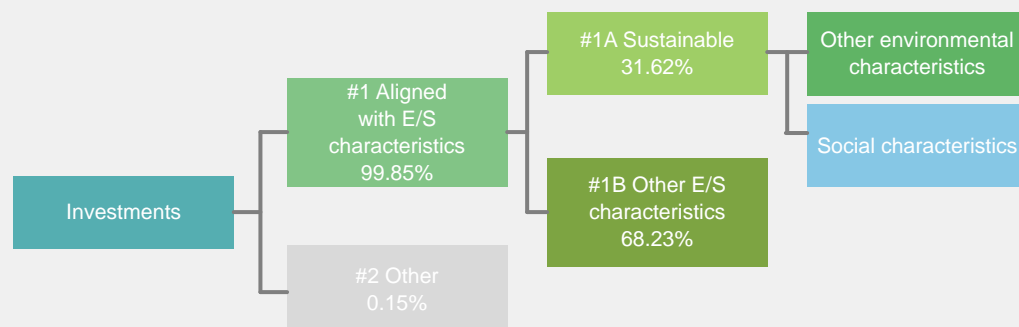 Investments
#1 Aligned
with E/S
characteristics
99.85%
#2 Other
0.15%
#1A Sustainable
31.62%
#1B Other E/S
characteristics
68.23%
Other environmental
characteristics
Social characteristics